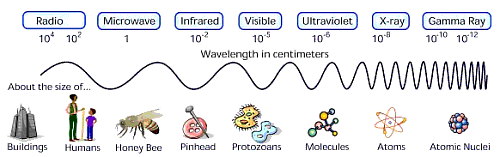 Radio Microwave Infrared Visible Ultraviolet X-ray Gamma Ray
10⁴ 10² 1 10⁻² 10⁻⁵ 10⁻⁶ 10⁻⁸ 10⁻¹⁰ 10⁻¹²
Wavelength in centimeters
About the size of...
Buildings Humans Honey Bee Pinhead Protozoans Molecules Atoms Atomic Nuclei